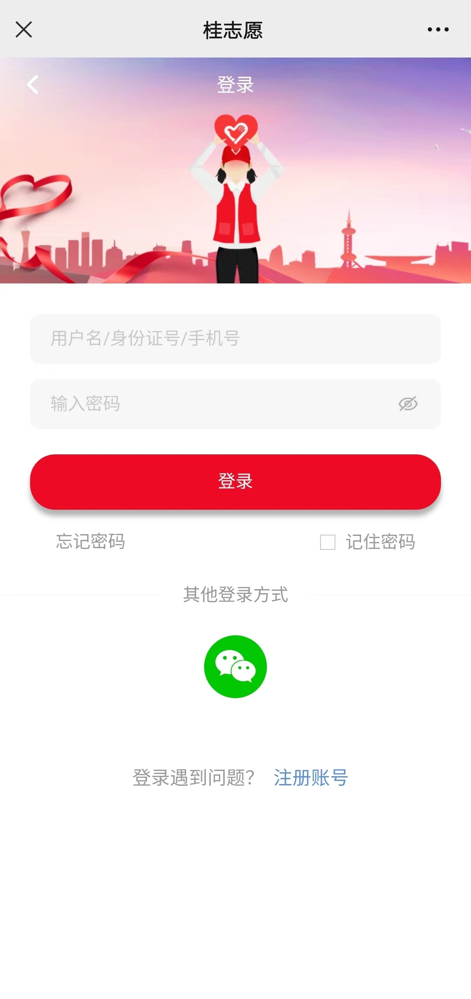 桂志愿
登录
用户名/身份证号/手机号
输入密码
登录
忘记密码
记住密码
其他登录方式
登录遇到问题? 注册账号